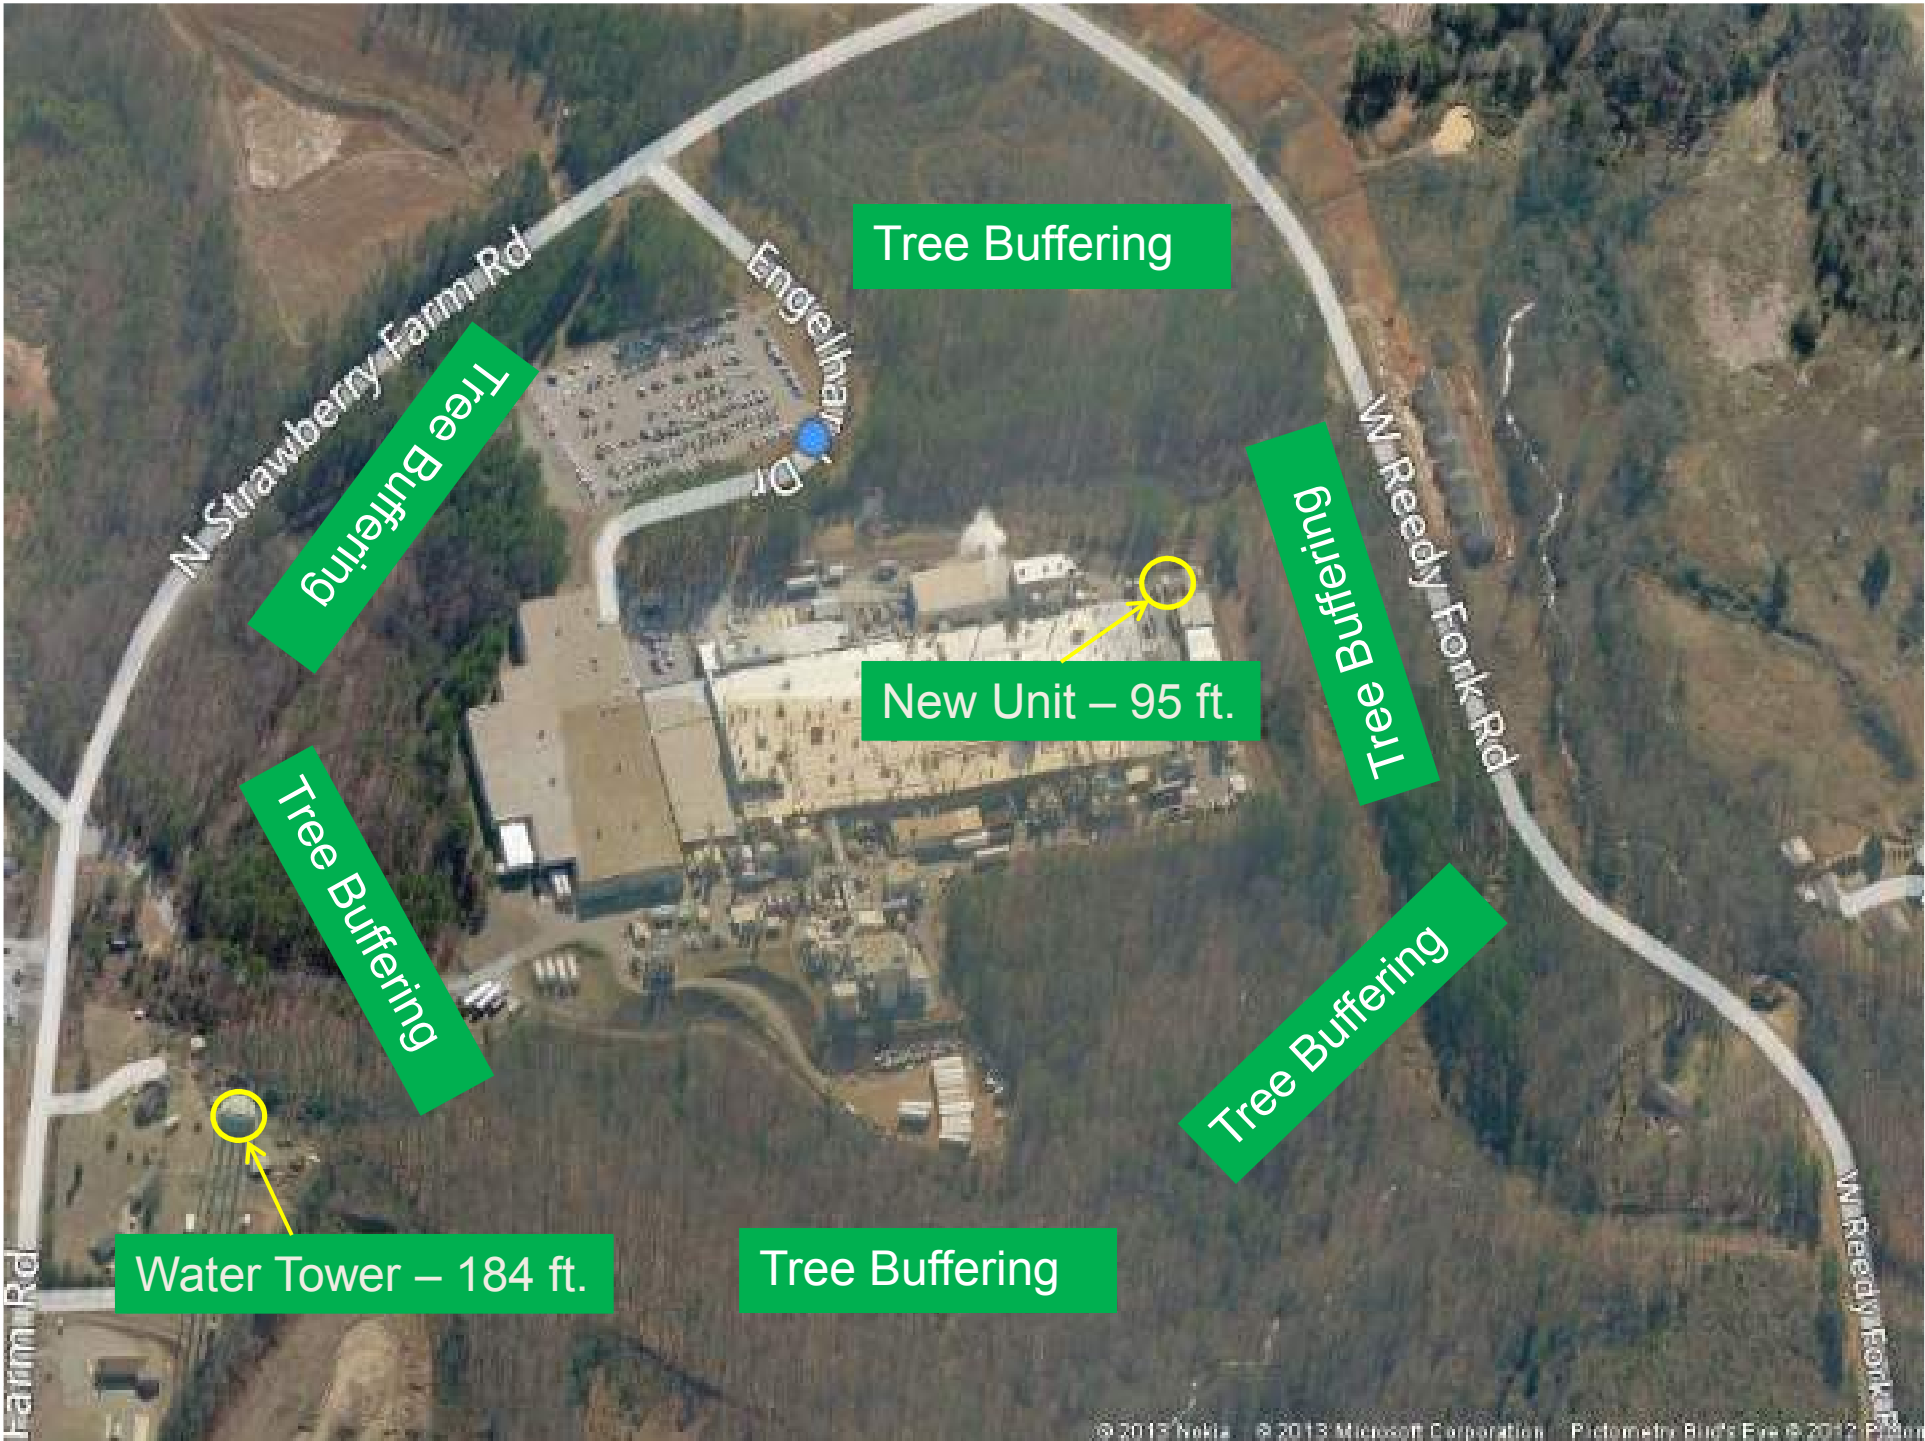 Tree Buffering
N Strawberry Farm Rd
Engelhar
Dr
Tree Buffering
W Reedy Fork Rd
Tree Buffering
New Unit – 95 ft.
Tree Buffering
Tree Buffering
Water Tower – 184 ft.
Tree Buffering
Farm Rd
W Reedy Fork R
© 2013 Nokia © 2013 Microsoft Corporation Pictometry Bird's Eye © 2012